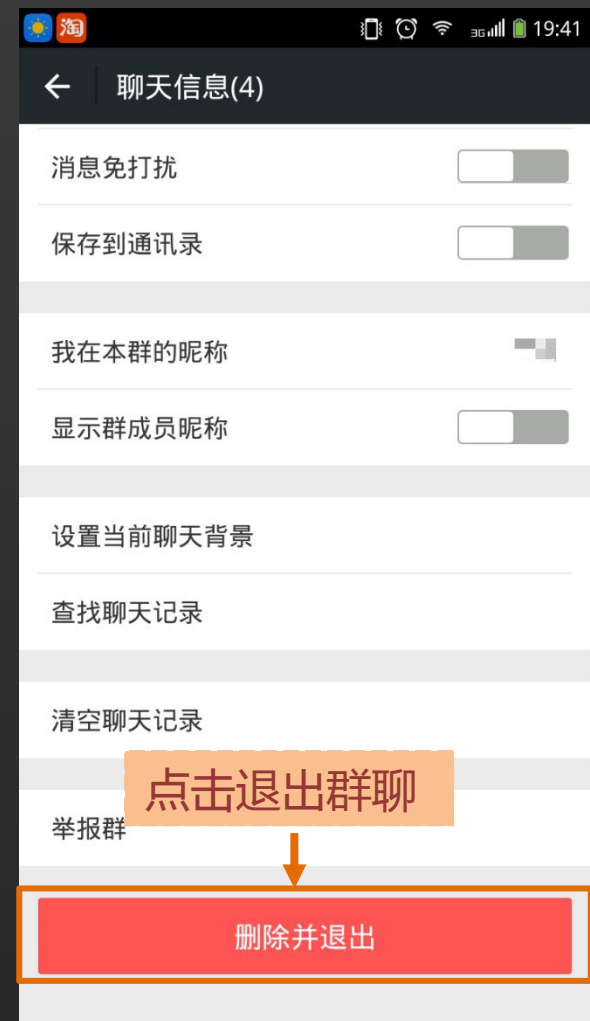 淘
3G 19:41
聊天信息(4)
消息免打扰
保存到通讯录
我在本群的昵称
显示群成员昵称
设置当前聊天背景
查找聊天记录
清空聊天记录
点击退出群聊
举报群
删除并退出